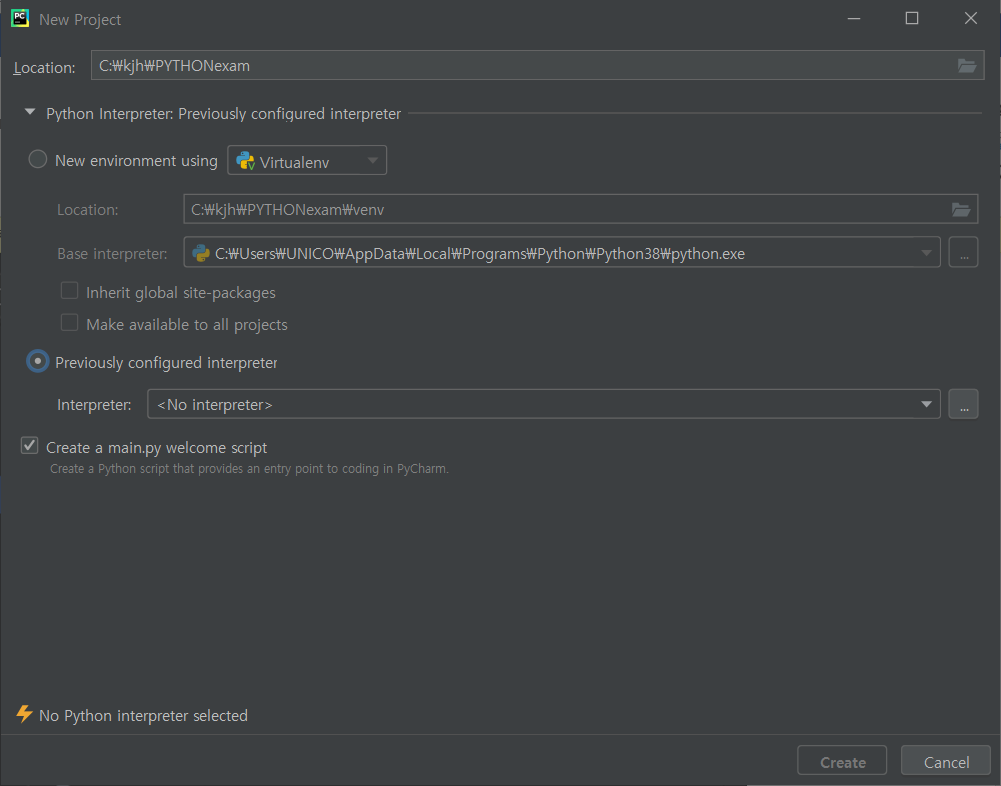 PC
New Project
Location: C:₩kjh₩PYTHONexam
Python Interpreter: Previously configured interpreter
New environment using Virtualenv
Location: C:₩kjh₩PYTHONexam₩venv
Base interpreter: C:₩Users₩UNICO₩AppData₩Local₩Programs₩Python₩Python38₩python.exe ...
Inherit global site-packages
Make available to all projects
Previously configured interpreter
Interpreter: <No interpreter> ...
Create a main.py welcome script
Create a Python script that provides an entry point to coding in PyCharm.
No Python interpreter selected
Create Cancel